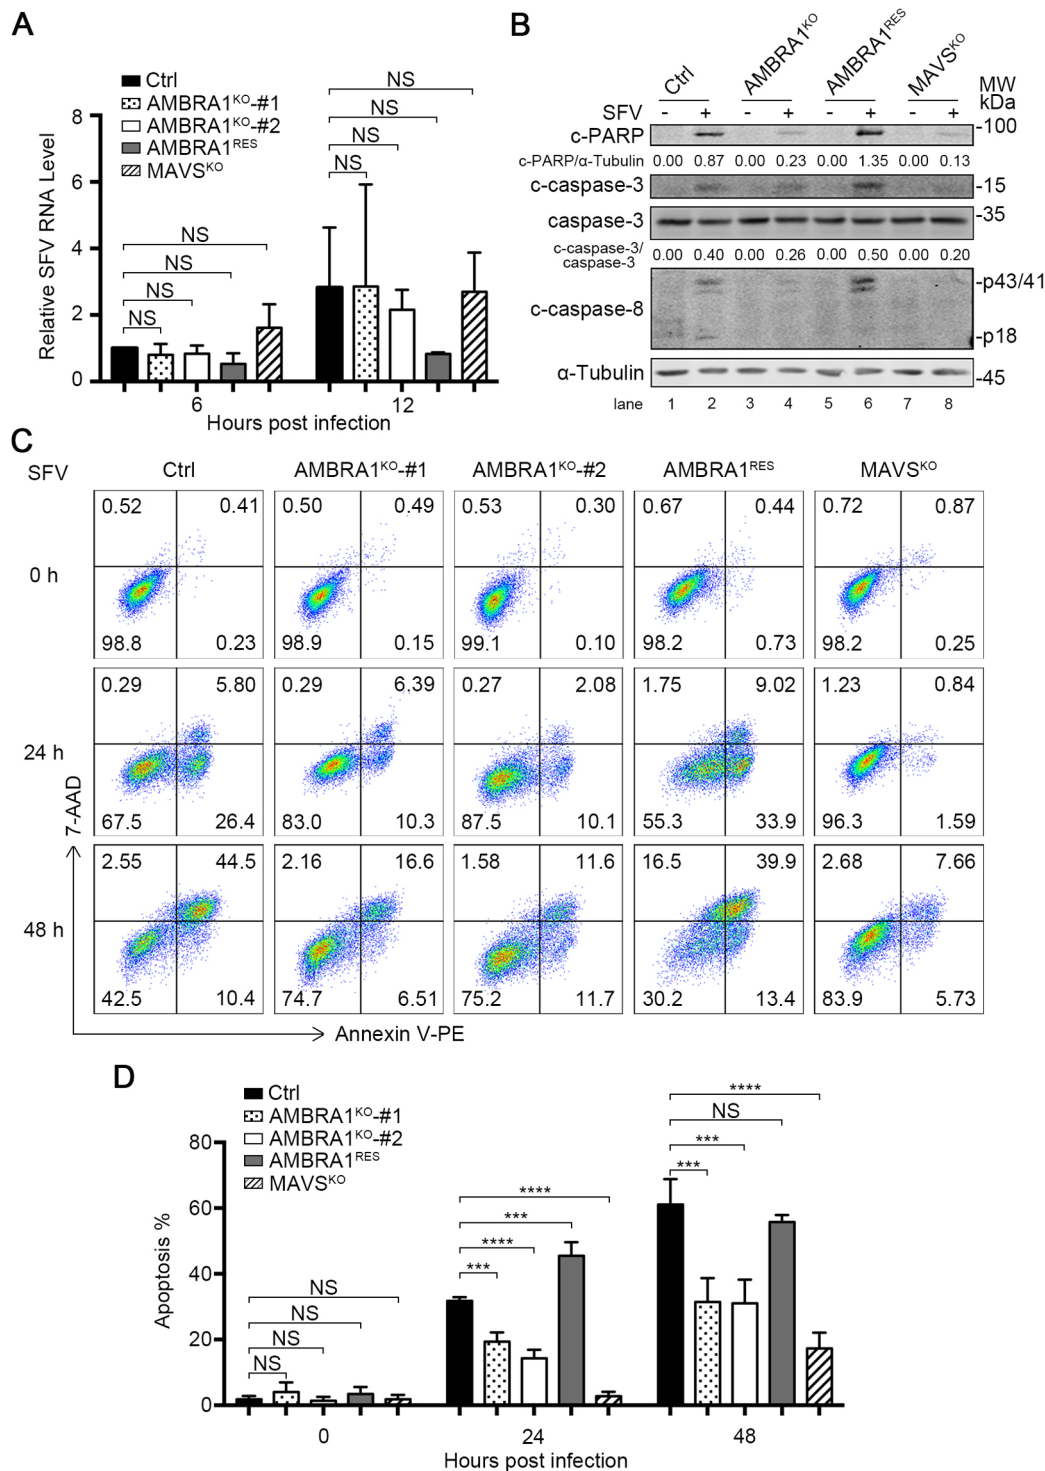 A
Ctrl
AMBRA1KO-#1
AMBRA1KO-#2
AMBRA1RES
MAVSKO
Relative SFV RNA Level
8
6
4
2
0
NS
NS
NS
NS
NS
NS
NS
NS
6
12
Hours post infection
B
Ctrl
AMBRA1KO
AMBRA1RES
MAVSKO
MW
kDa
SFV - + - + - + - +
c-PARP -100
c-PARP/α-Tubulin 0.00 0.87 0.00 0.23 0.00 1.35 0.00 0.13
c-caspase-3 -15
caspase-3 -35
c-caspase-3/
caspase-3 0.00 0.40 0.00 0.26 0.00 0.50 0.00 0.20
c-caspase-8 -p43/41
-p18
α-Tubulin -45
lane 1 2 3 4 5 6 7 8
C
SFV Ctrl AMBRA1KO-#1 AMBRA1KO-#2 AMBRA1RES MAVSKO
0.52 0.41 0.50 0.49 0.53 0.30 0.67 0.44 0.72 0.87
0 h
98.8 0.23 98.9 0.15 99.1 0.10 98.2 0.73 98.2 0.25
0.29 5.80 0.29 6.39 0.27 2.08 1.75 9.02 1.23 0.84
24 h
67.5 26.4 83.0 10.3 87.5 10.1 55.3 33.9 96.3 1.59
2.55 44.5 2.16 16.6 1.58 11.6 16.5 39.9 2.68 7.66
48 h
42.5 10.4 74.7 6.51 75.2 11.7 30.2 13.4 83.9 5.73
7-AAD
Annexin V-PE
D
Ctrl
AMBRA1KO-#1
AMBRA1KO-#2
AMBRA1RES
MAVSKO
Apoptosis %
80
60
40
20
0
NS
NS
NS
NS
****
***
****
***
****
NS
***
***
0 24 48
Hours post infection